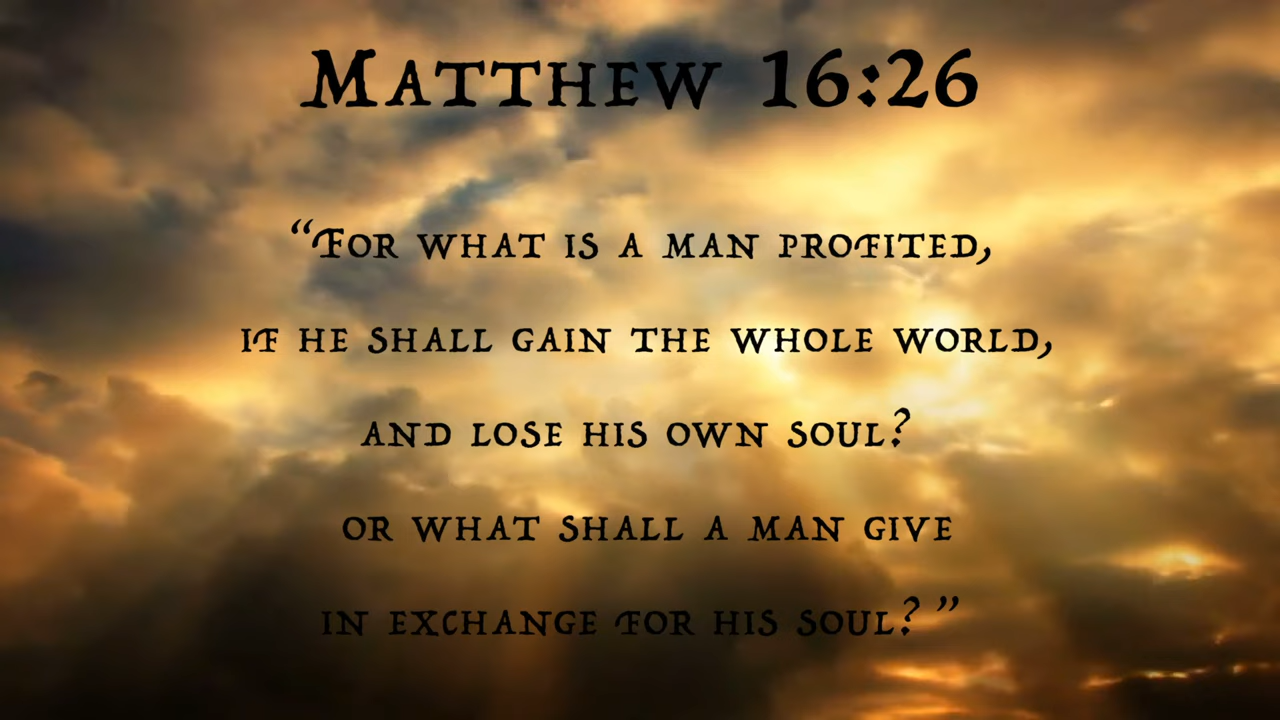 Matthew 16:26
“For what is a man profited,
if he shall gain the whole world,
and lose his own soul?
or what shall a man give
in exchange for his soul? ”